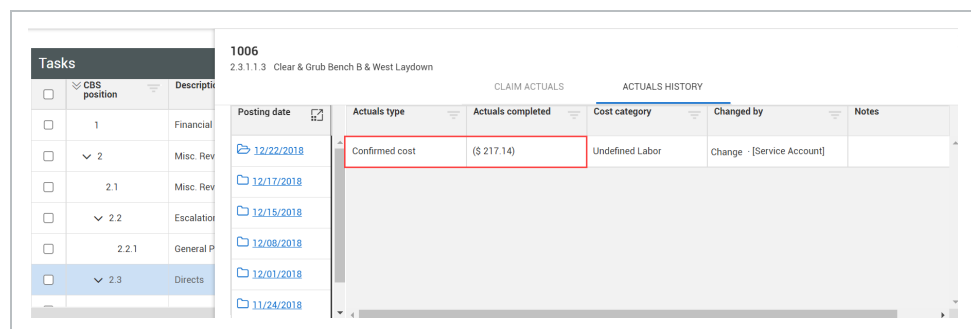 1006
2.3.1.1.3 Clear & Grub Bench B & West Laydown
CLAIM ACTUALS ACTUALS HISTORY
Tasks
CBS position Descriptio
1 Financial
2 Misc. Rev
2.1 Misc. Rev
2.2 Escalation
2.2.1 General P
2.3 Directs
Posting date Actuals type Actuals completed Cost category Changed by Notes
12/22/2018 Confirmed cost ($ 217.14) Undefined Labor Change - [Service Account]
12/17/2018
12/15/2018
12/08/2018
12/01/2018
11/24/2018